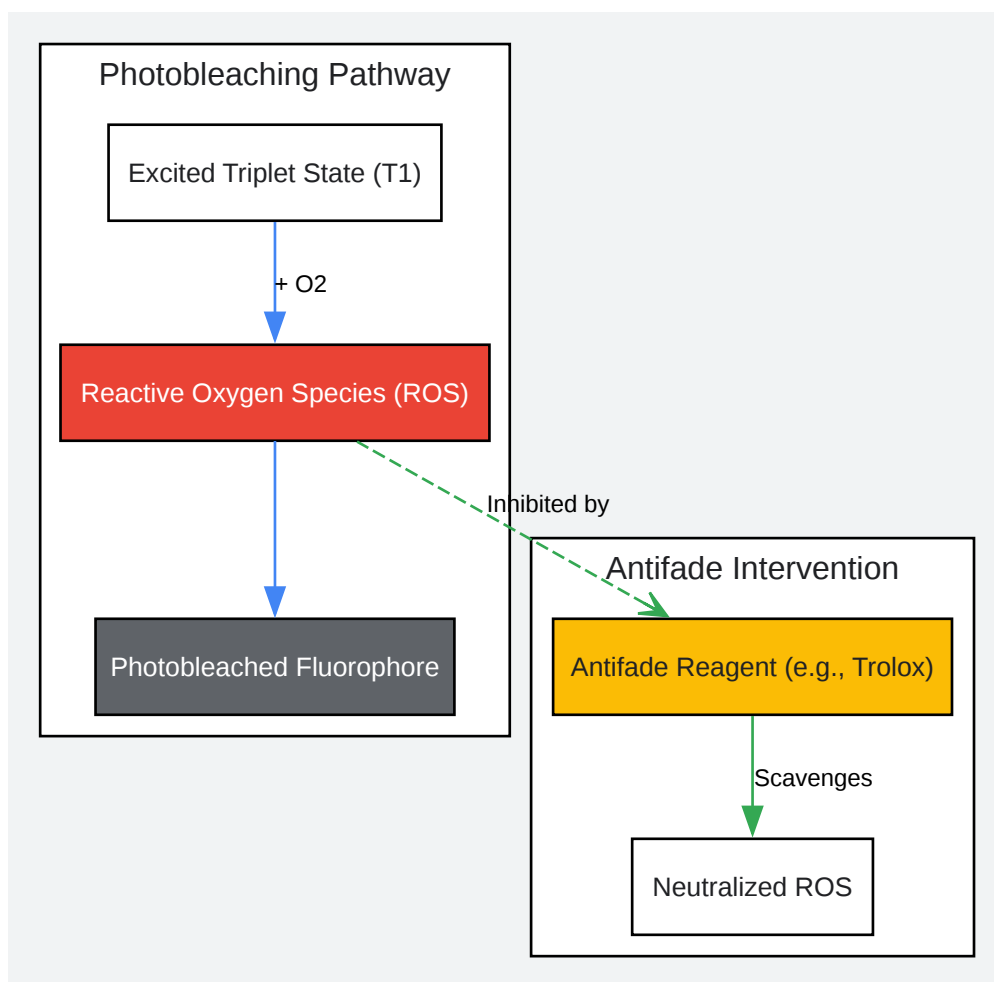 Photobleaching Pathway
Excited Triplet State (T1)
+ O2
Reactive Oxygen Species (ROS)
Inhibited by
Photobleached Fluorophore
Antifade Intervention
Antifade Reagent (e.g., Trolox)
Scavenges
Neutralized ROS